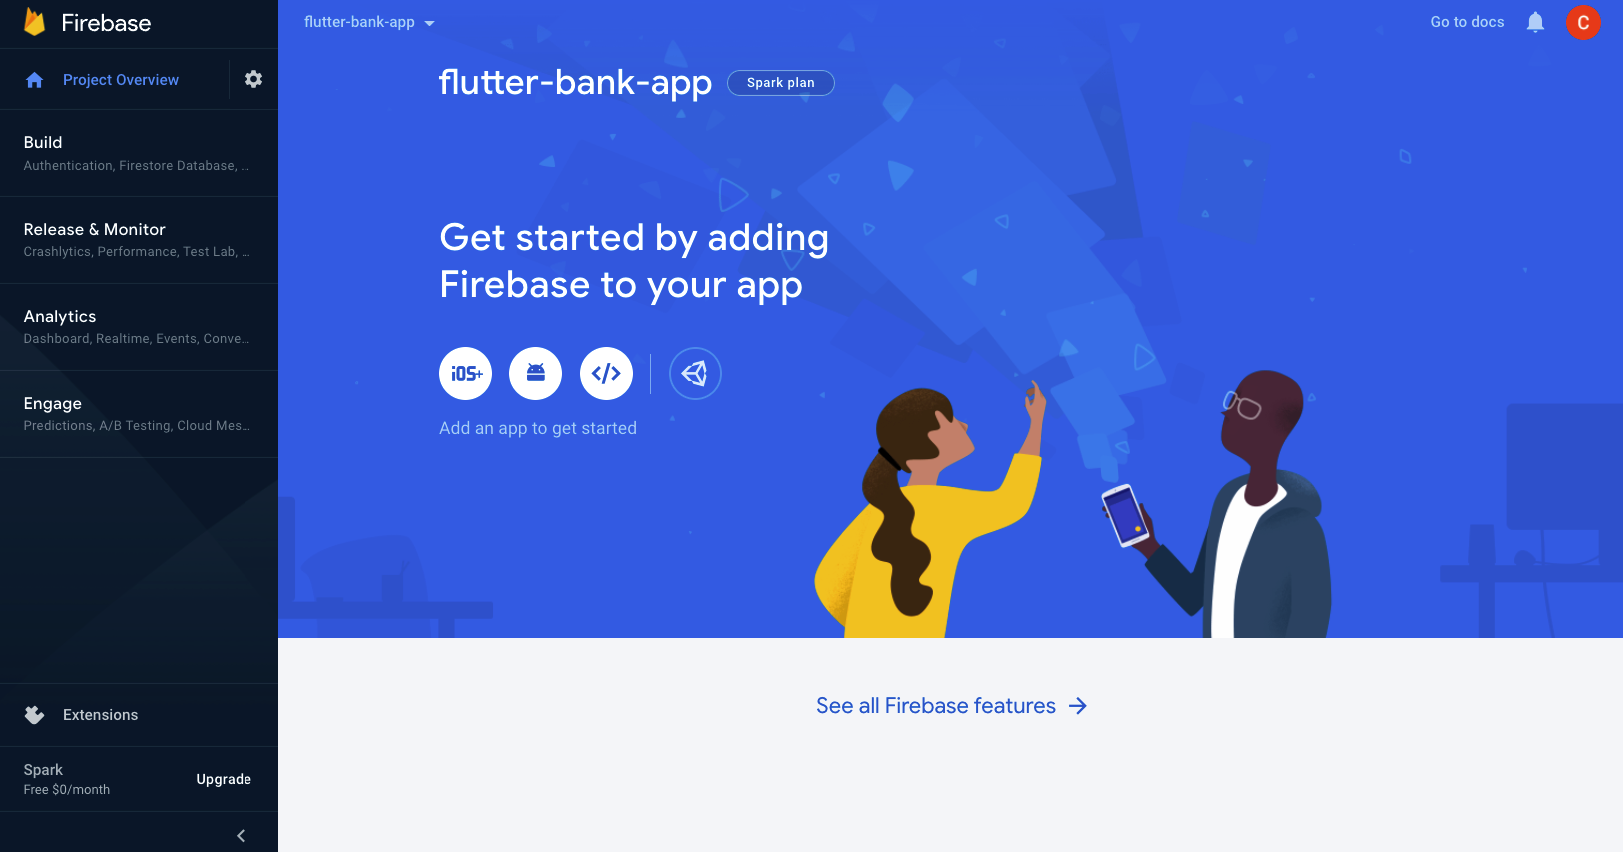 Firebase
Project Overview
Build
Authentication, Firestore Database, ..
Release & Monitor
Crashlytics, Performance, Test Lab, ...
Analytics
Dashboard, Realtime, Events, Conve...
Engage
Predictions, A/B Testing, Cloud Mes...
Extensions
Spark
Free $0/month
Upgrade
flutter-bank-app
Go to docs
C
flutter-bank-app
Spark plan
Get started by adding
Firebase to your app
iOS+
</>
Add an app to get started
See all Firebase features